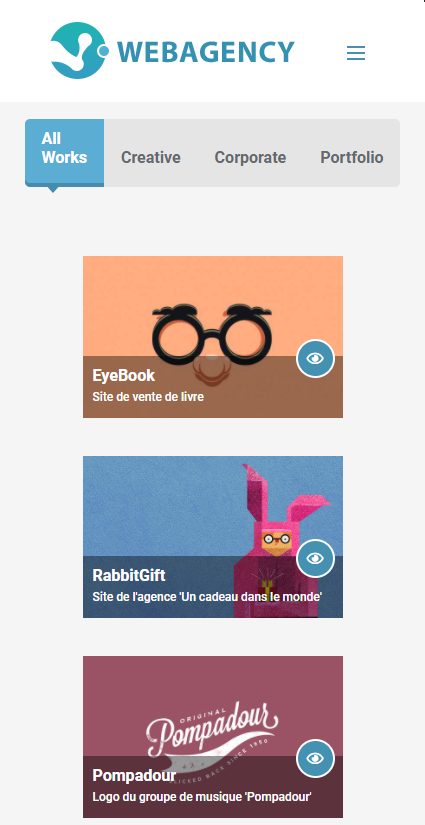 WEBAGENCY
All
Works
Creative
Corporate
Portfolio
EyeBook
Site de vente de livre
RabbitGift
Site de l'agence 'Un cadeau dans le monde'
ORIGINAL
Pompadour
BACK SINCE 1950
Pompadour
Logo du groupe de musique 'Pompadour'